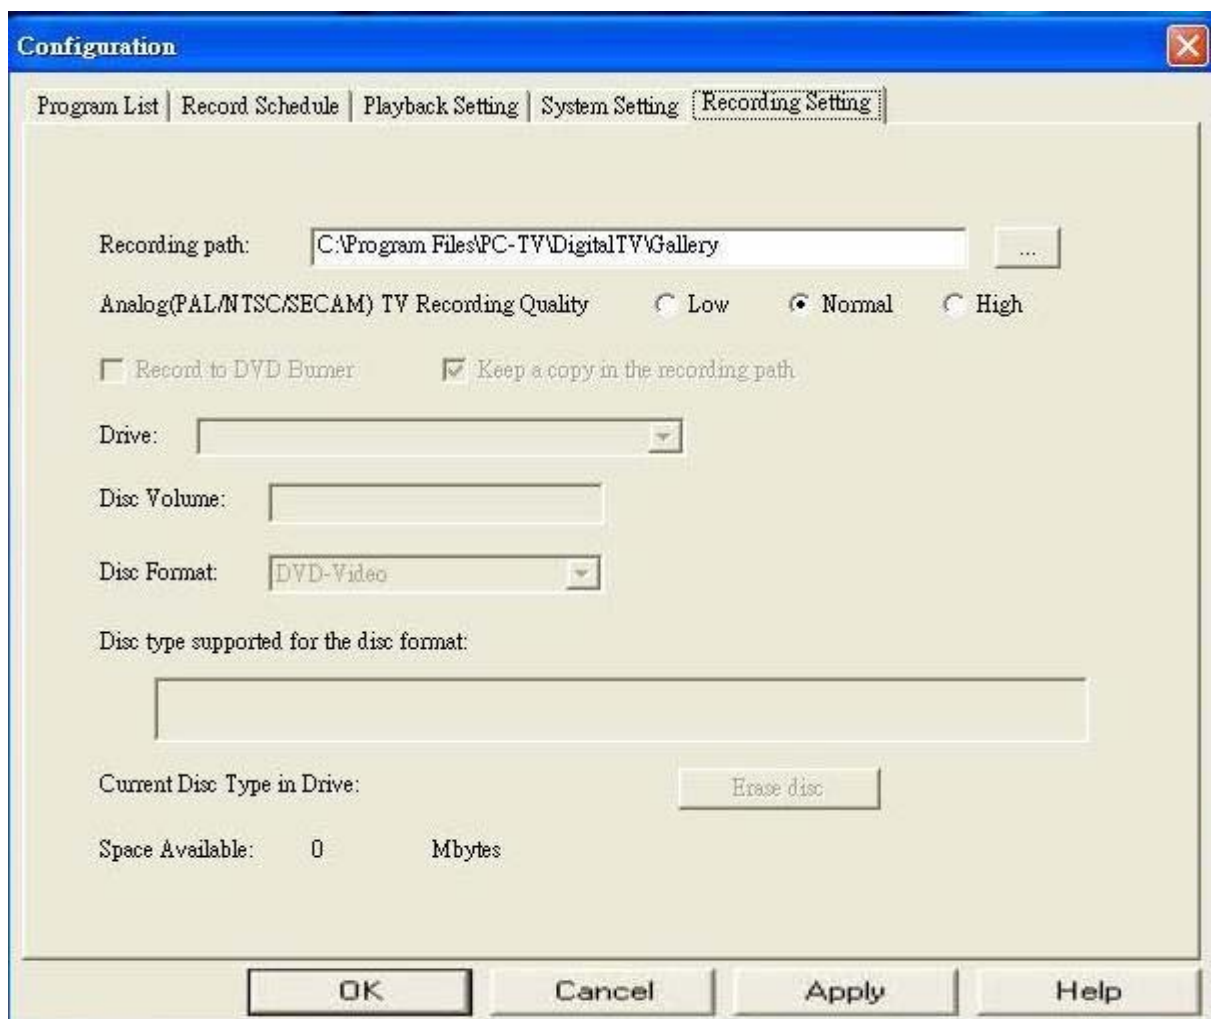 Configuration
Program List Record Schedule Playback Setting System Setting Recording Setting
Recording path: C:\Program Files\PC-TV\DigitalTV\Gallery ...
Analog(PAL/NTSC/SECAM) TV Recording Quality Low Normal High
Record to DVD Burner Keep a copy in the recording path
Drive:
Disc Volume:
Disc Format: DVD-Video
Disc type supported for the disc format:
Current Disc Type in Drive: Erase disc
Space Available: 0 Mbytes
OK Cancel Apply Help